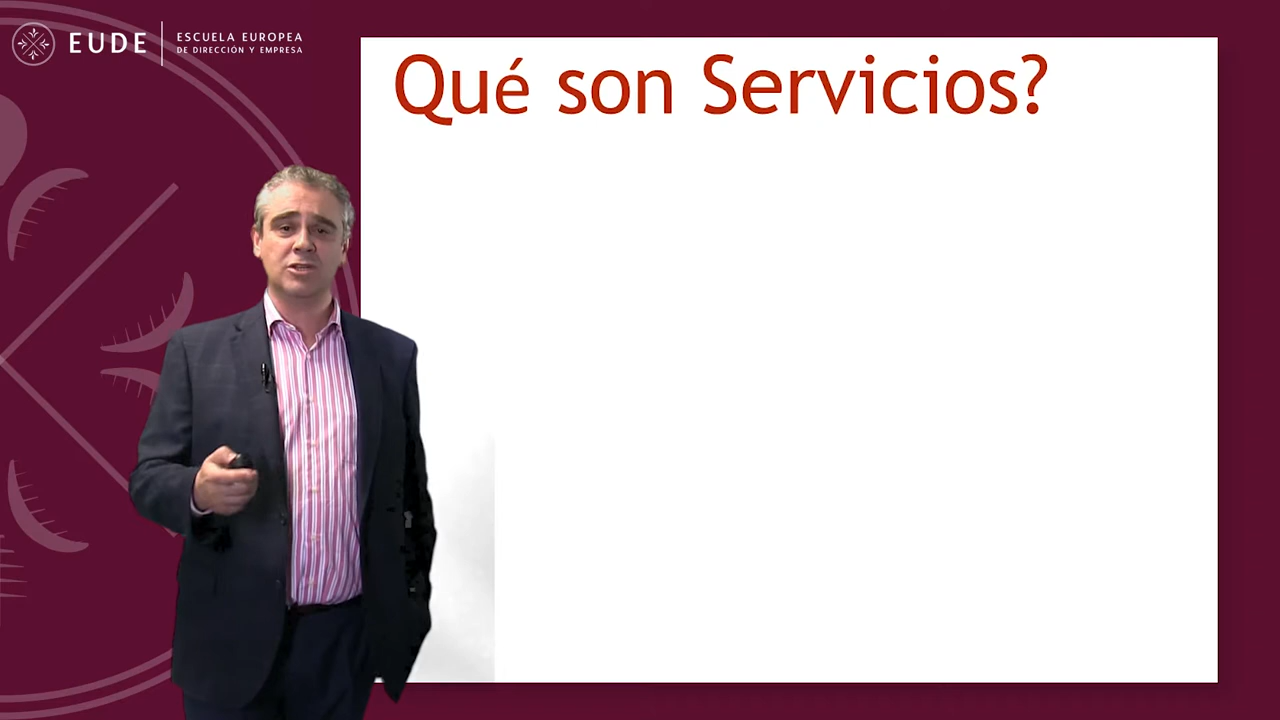 EUDE
ESCUELA EUROPEA
DE DIRECCIÓN Y EMPRESA
Qué son Servicios?